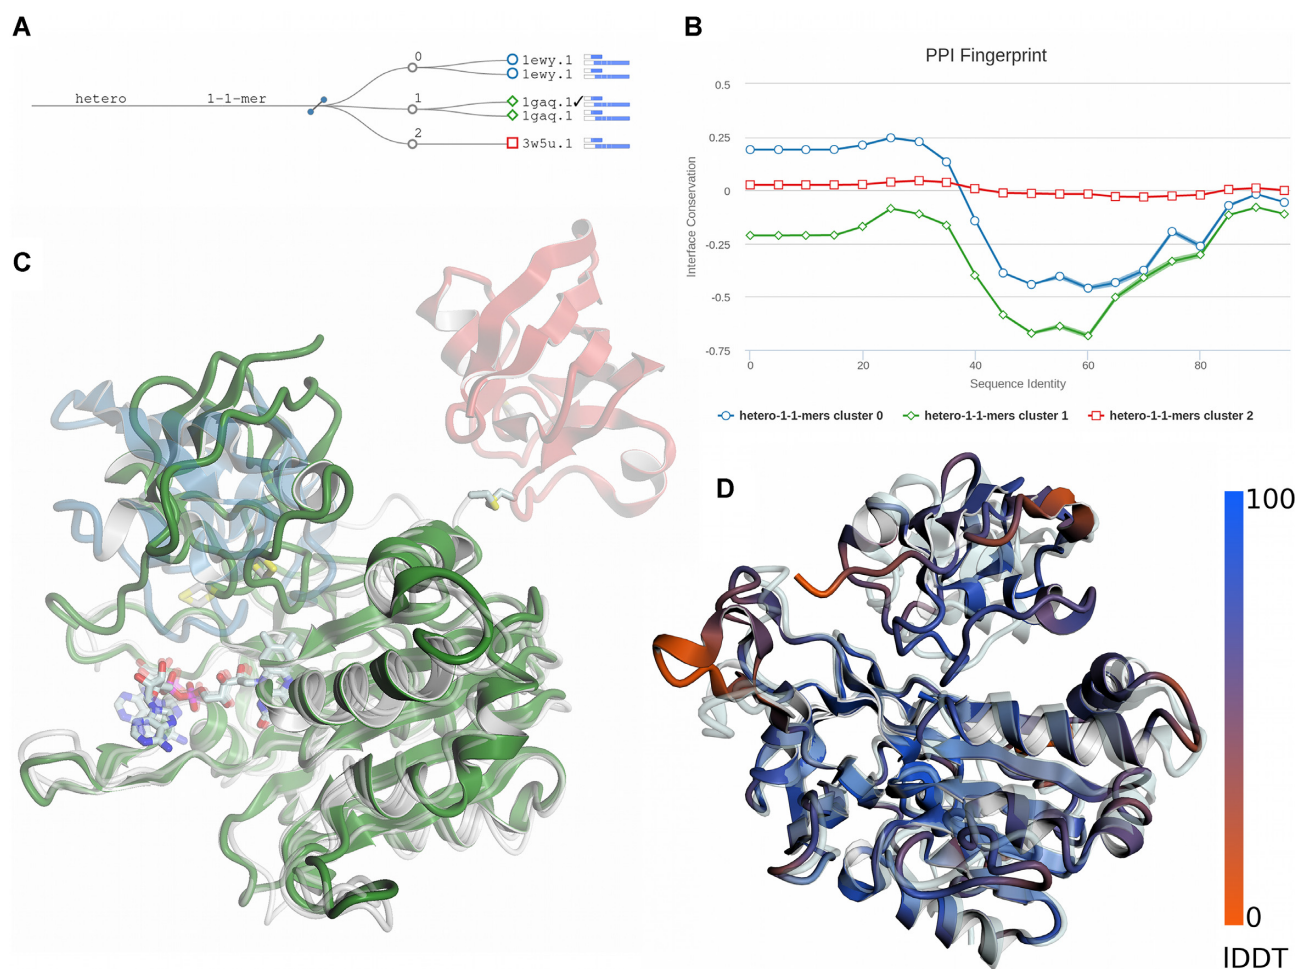 A
hetero 1-1-mer
0
1ewy.1
1ewy.1
1
1gaq.1✓
1gaq.1
2
3w5u.1
B
PPI Fingerprint
Interface Conservation
0.5
0.25
0
-0.25
-0.5
-0.75
0 20 40 60 80
Sequence Identity
hetero-1-1-mers cluster 0 hetero-1-1-mers cluster 1 hetero-1-1-mers cluster 2
C
D
100
0
lDDT